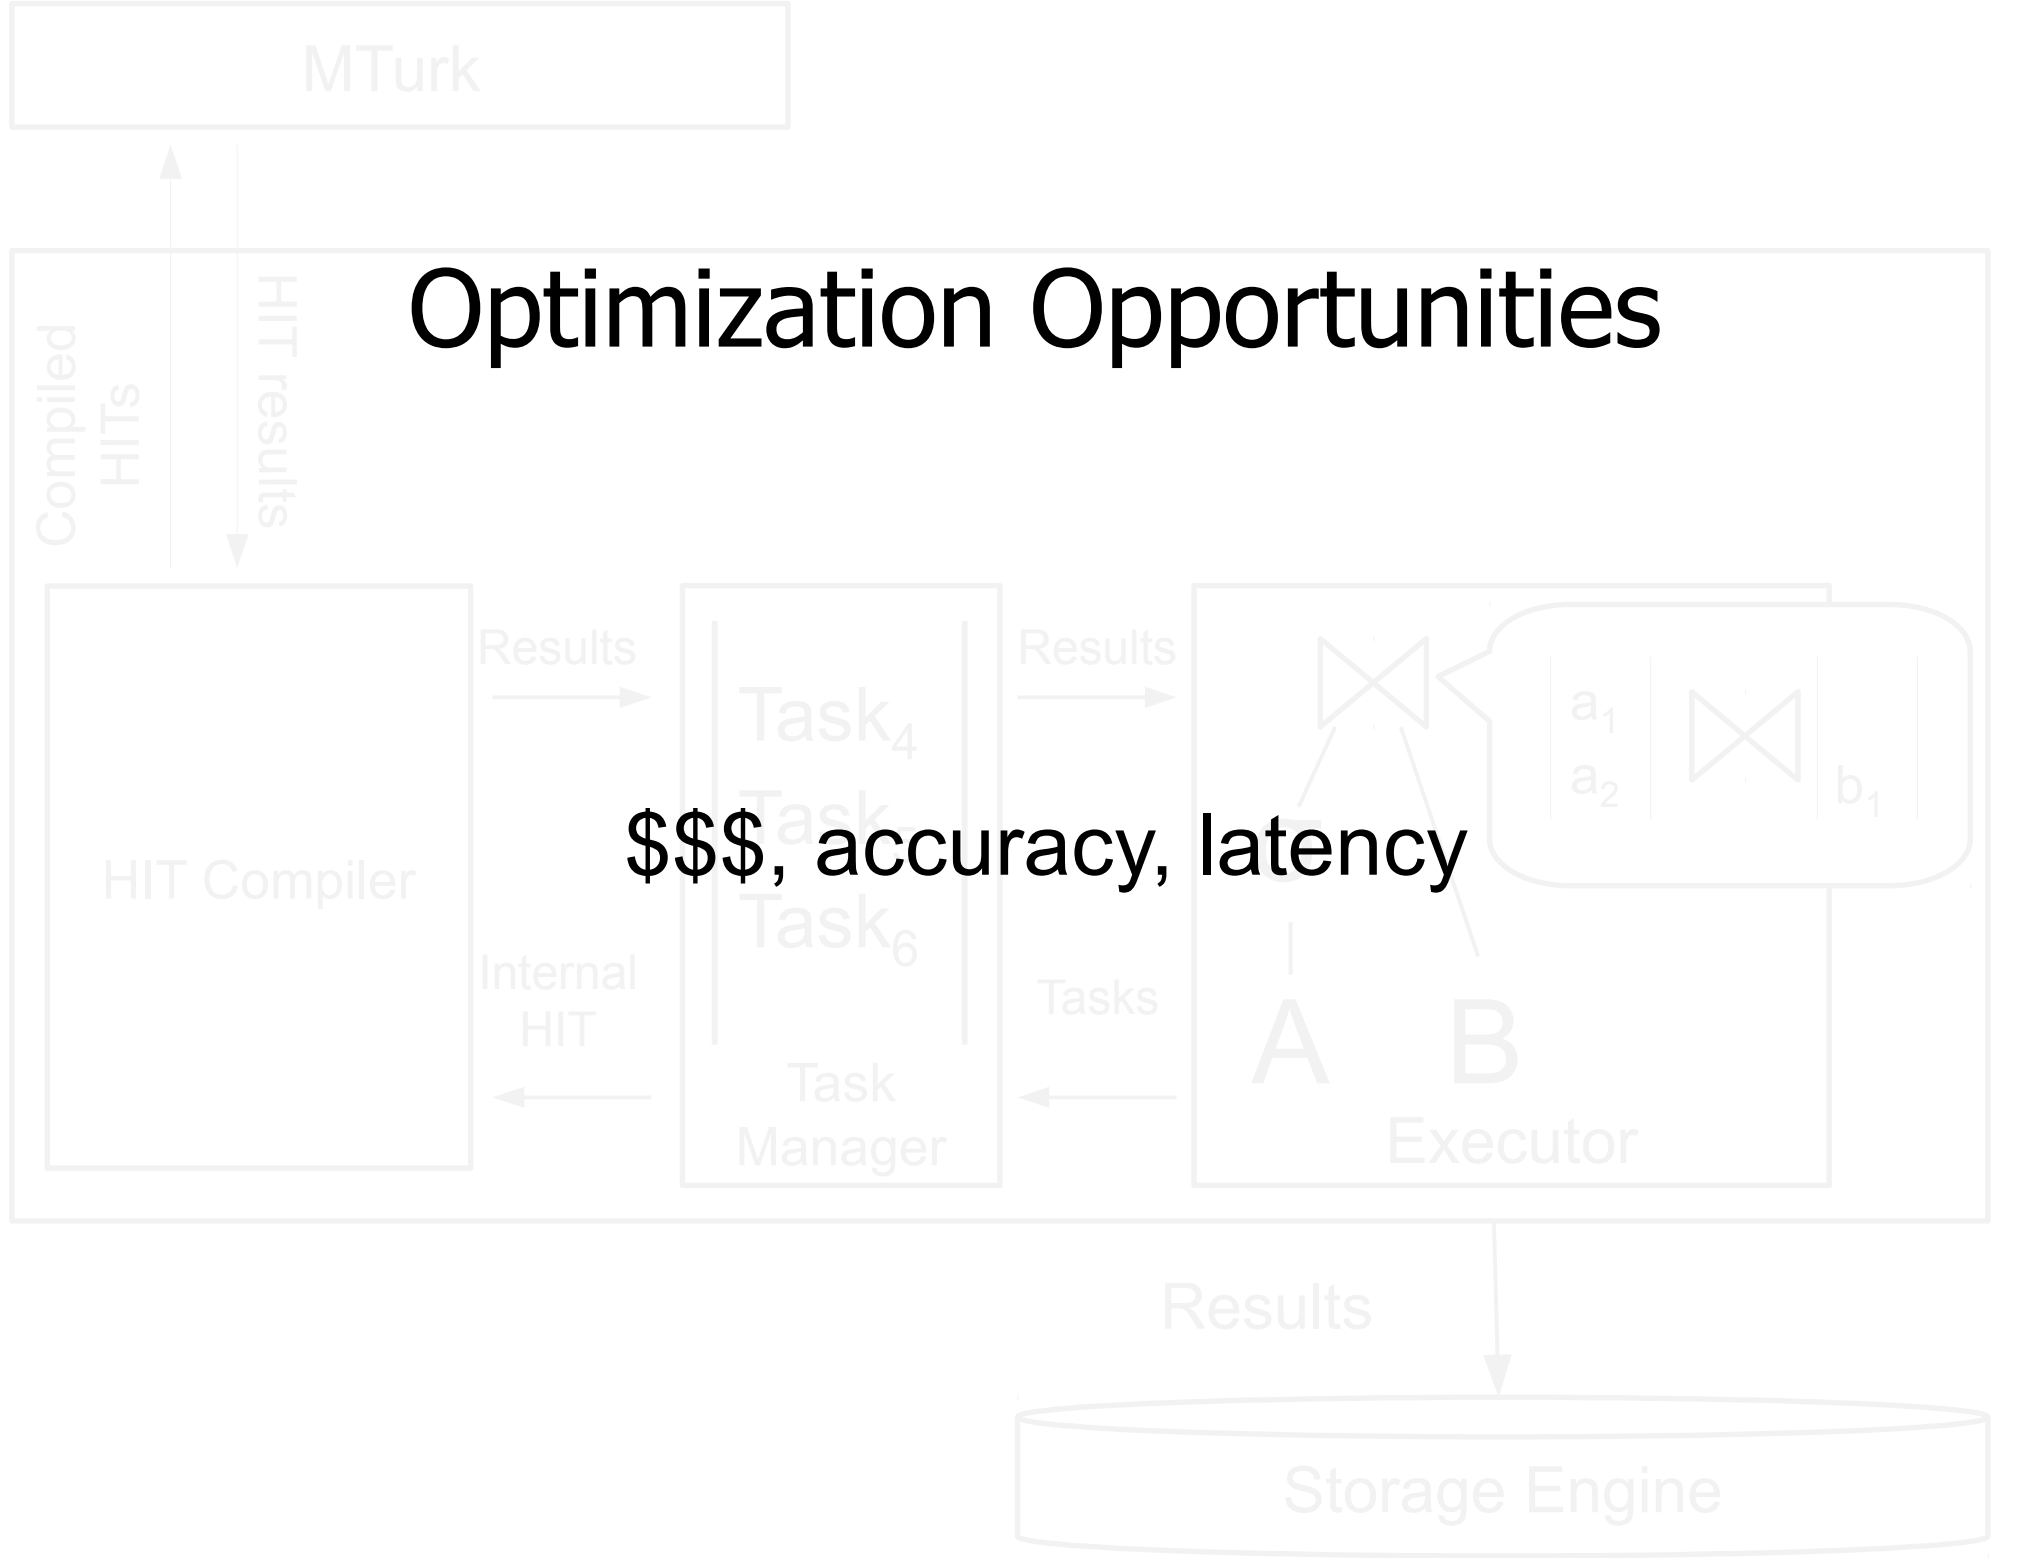 MTurk
Compiled
HITs
HIT results
Optimization Opportunities
Results
Results
Task4
Task
Task6
a1
a2
b1
$$$, accuracy, latency
HIT Compiler
Internal
HIT
Tasks
Task
Manager
A
B
Executor
Results
Storage Engine